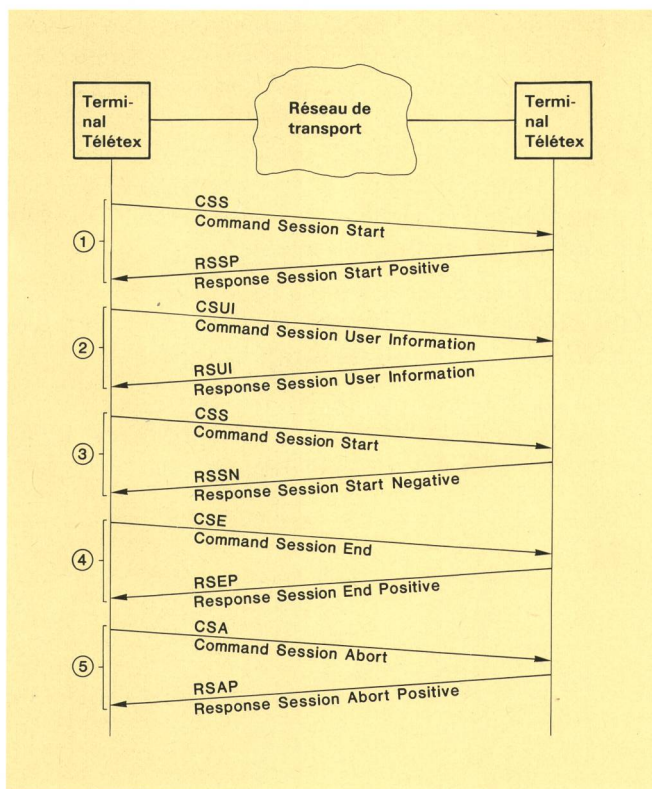 Termi-
nal
Télétex
Réseau de
transport
Termi-
nal
Télétex
1
CSS
Command Session Start
RSSP
Response Session Start Positive
2
CSUI
Command Session User Information
RSUI
Response Session User Information
3
CSS
Command Session Start
RSSN
Response Session Start Negative
4
CSE
Command Session End
RSEP
Response Session End Positive
5
CSA
Command Session Abort
RSAP
Response Session Abort Positive